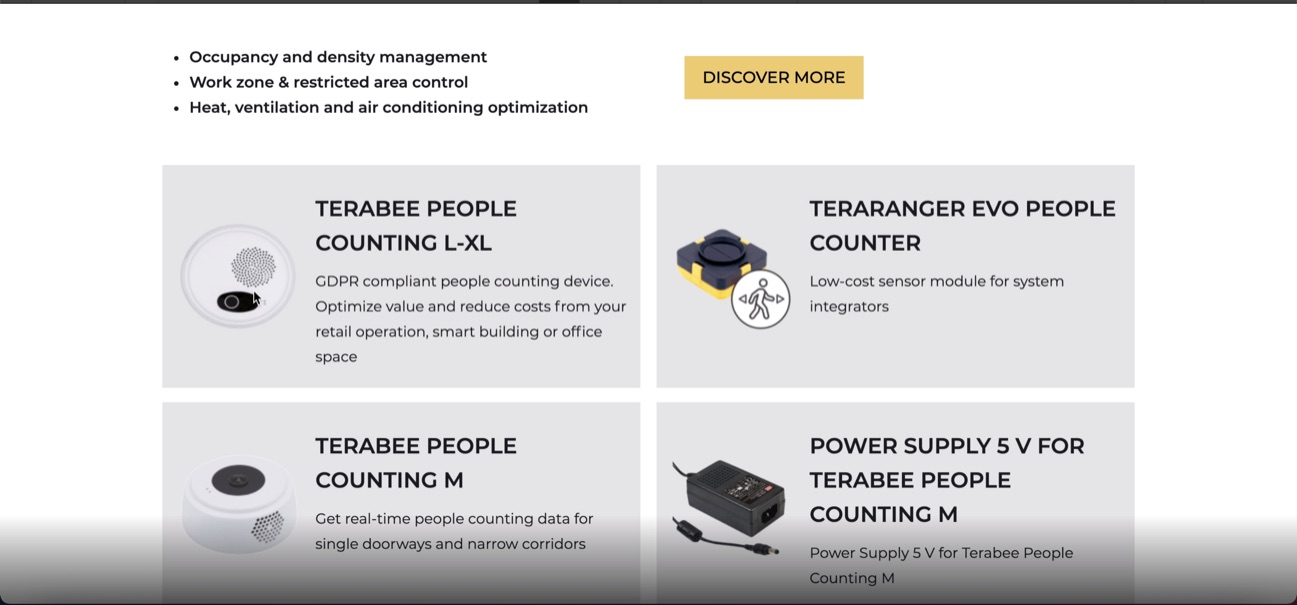 Occupancy and density management
Work zone & restricted area control
Heat, ventilation and air conditioning optimization
DISCOVER MORE
TERABEE PEOPLE
COUNTING L-XL
GDPR compliant people counting device.
Optimize value and reduce costs from your
retail operation, smart building or office
space
TERARANGER EVO PEOPLE
COUNTER
Low-cost sensor module for system
integrators
TERABEE PEOPLE
COUNTING M
Get real-time people counting data for
single doorways and narrow corridors
POWER SUPPLY 5 V FOR
TERABEE PEOPLE
COUNTING M
Power Supply 5 V for Terabee People
Counting M